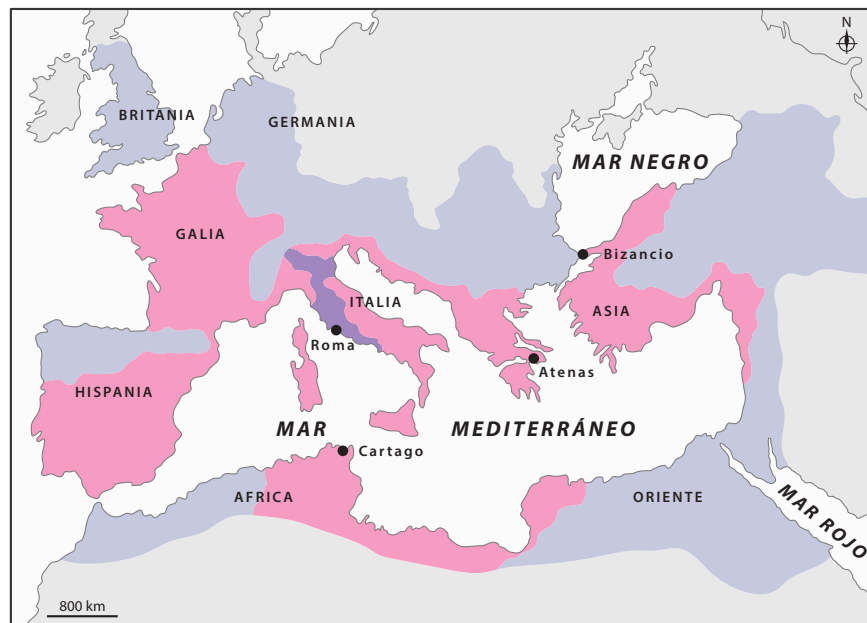 N
BRITANIA
GERMANIA
MAR NEGRO
GALIA
Bizancio
ITALIA
ASIA
Roma
Atenas
HISPANIA
MAR MEDITERRÁNEO
Cartago
AFRICA
ORIENTE
MAR ROJO
800 km